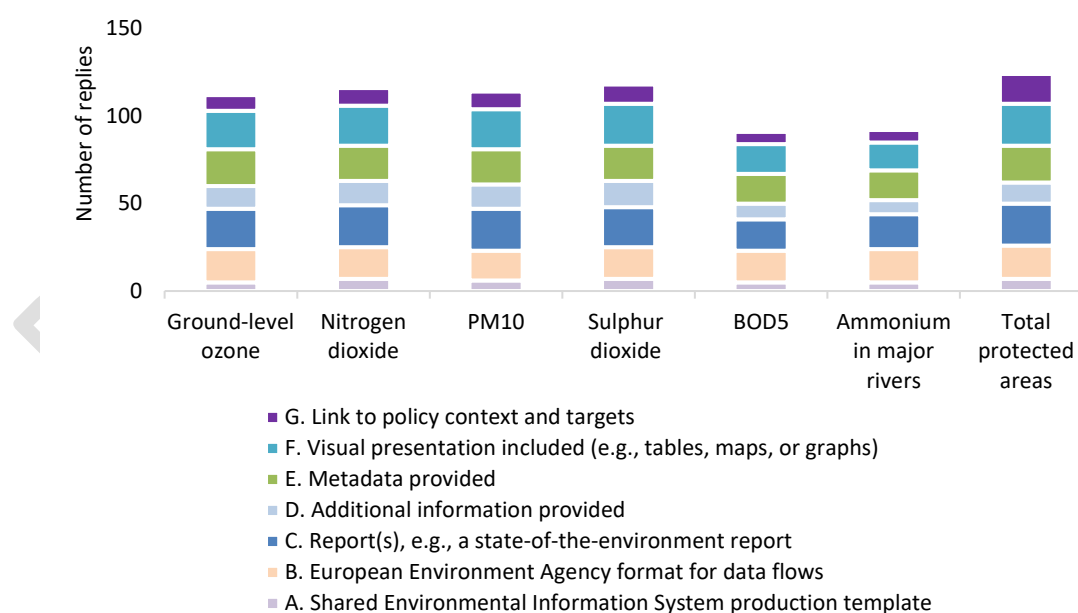 150
100
50
0
Number of replies
Ground-level
ozone
Nitrogen
dioxide
PM10
Sulphur
dioxide
BOD5
Ammonium
in major
rivers
Total
protected
areas
G. Link to policy context and targets
F. Visual presentation included (e.g., tables, maps, or graphs)
E. Metadata provided
D. Additional information provided
C. Report(s), e.g., a state-of-the-environment report
B. European Environment Agency format for data flows
A. Shared Environmental Information System production template